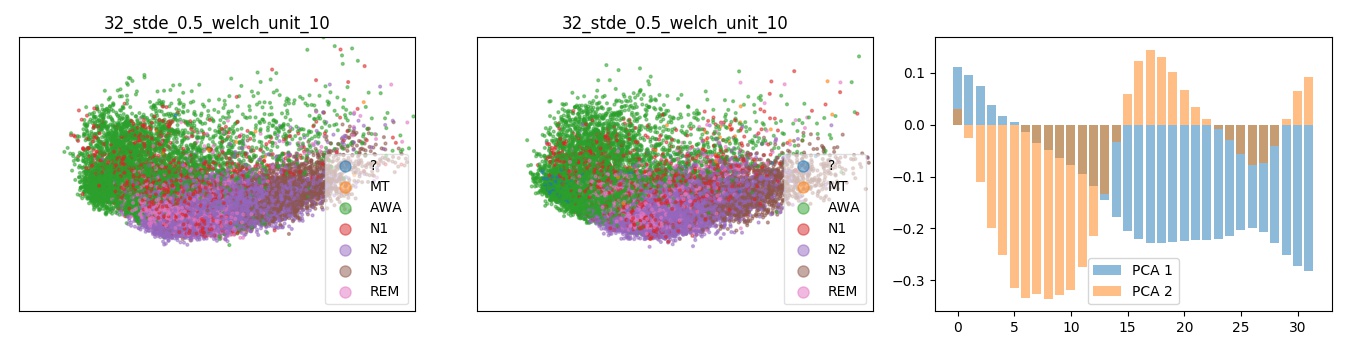 32_stde_0.5_welch_unit_10
?
MT
AWA
N1
N2
N3
REM
32_stde_0.5_welch_unit_10
?
MT
AWA
N1
N2
N3
REM
0.1
0.0
−0.1
−0.2
−0.3
PCA 1
PCA 2
0 5 10 15 20 25 30